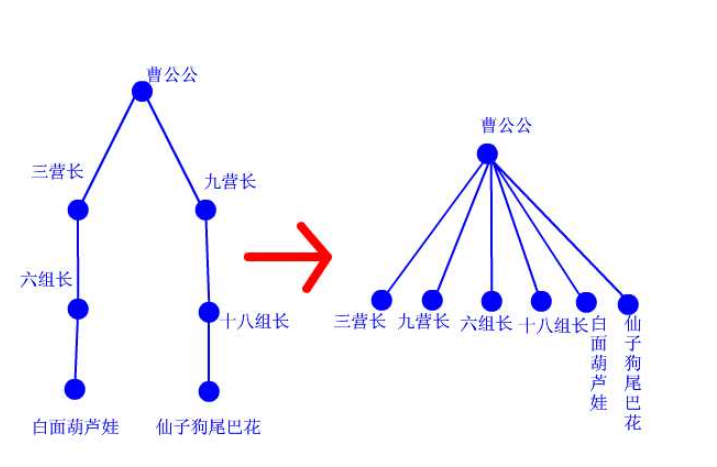 曹公公
三营长
九营长
六组长
十八组长
白面葫芦娃
仙子狗尾巴花
曹公公
三营长
九营长
六组长
十八组长
白面葫芦娃
仙子狗尾巴花